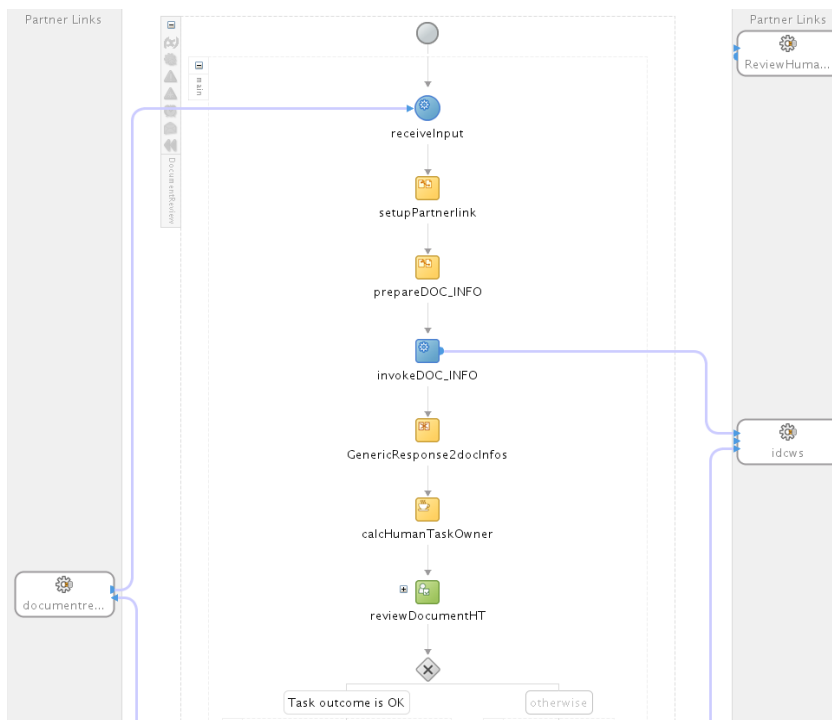 Partner Links
Partner Links
ReviewHuma...
main
receiveInput
DocumentReview
setupPartnerlink
prepareDOC_INFO
invokeDOC_INFO
GenericResponse2docInfos
idcws
calcHumanTaskOwner
documentre...
reviewDocumentHT
Task outcome is OK
otherwise